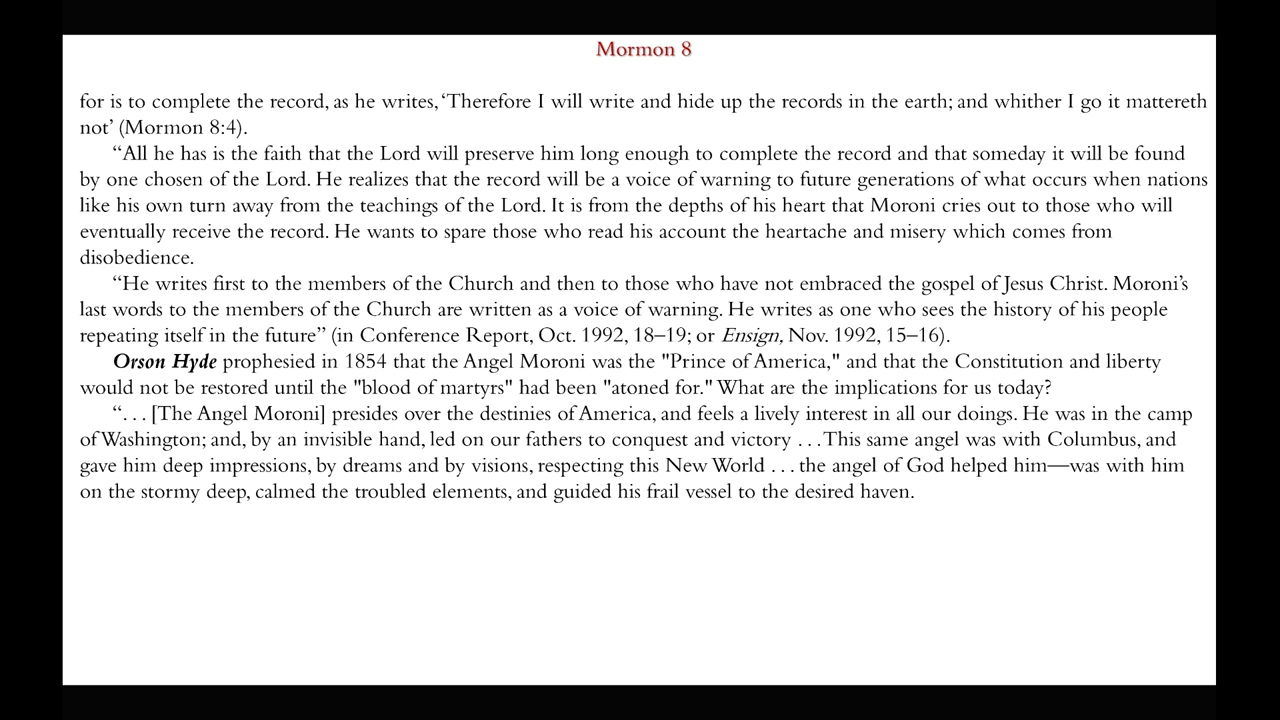 Mormon 8
for is to complete the record, as he writes, ‘Therefore I will write and hide up the records in the earth; and whither I go it mattereth
not’ (Mormon 8:4).
“All he has is the faith that the Lord will preserve him long enough to complete the record and that someday it will be found
by one chosen of the Lord. He realizes that the record will be a voice of warning to future generations of what occurs when nations
like his own turn away from the teachings of the Lord. It is from the depths of his heart that Moroni cries out to those who will
eventually receive the record. He wants to spare those who read his account the heartache and misery which comes from
disobedience.
“He writes first to the members of the Church and then to those who have not embraced the gospel of Jesus Christ. Moroni’s
last words to the members of the Church are written as a voice of warning. He writes as one who sees the history of his people
repeating itself in the future” (in Conference Report, Oct. 1992, 18–19; or Ensign, Nov. 1992, 15–16).
Orson Hyde prophesied in 1854 that the Angel Moroni was the "Prince of America," and that the Constitution and liberty
would not be restored until the "blood of martyrs" had been "atoned for." What are the implications for us today?
“. . . [The Angel Moroni] presides over the destinies of America, and feels a lively interest in all our doings. He was in the camp
of Washington; and, by an invisible hand, led on our fathers to conquest and victory . . . This same angel was with Columbus, and
gave him deep impressions, by dreams and by visions, respecting this New World . . . the angel of God helped him—was with him
on the stormy deep, calmed the troubled elements, and guided his frail vessel to the desired haven.